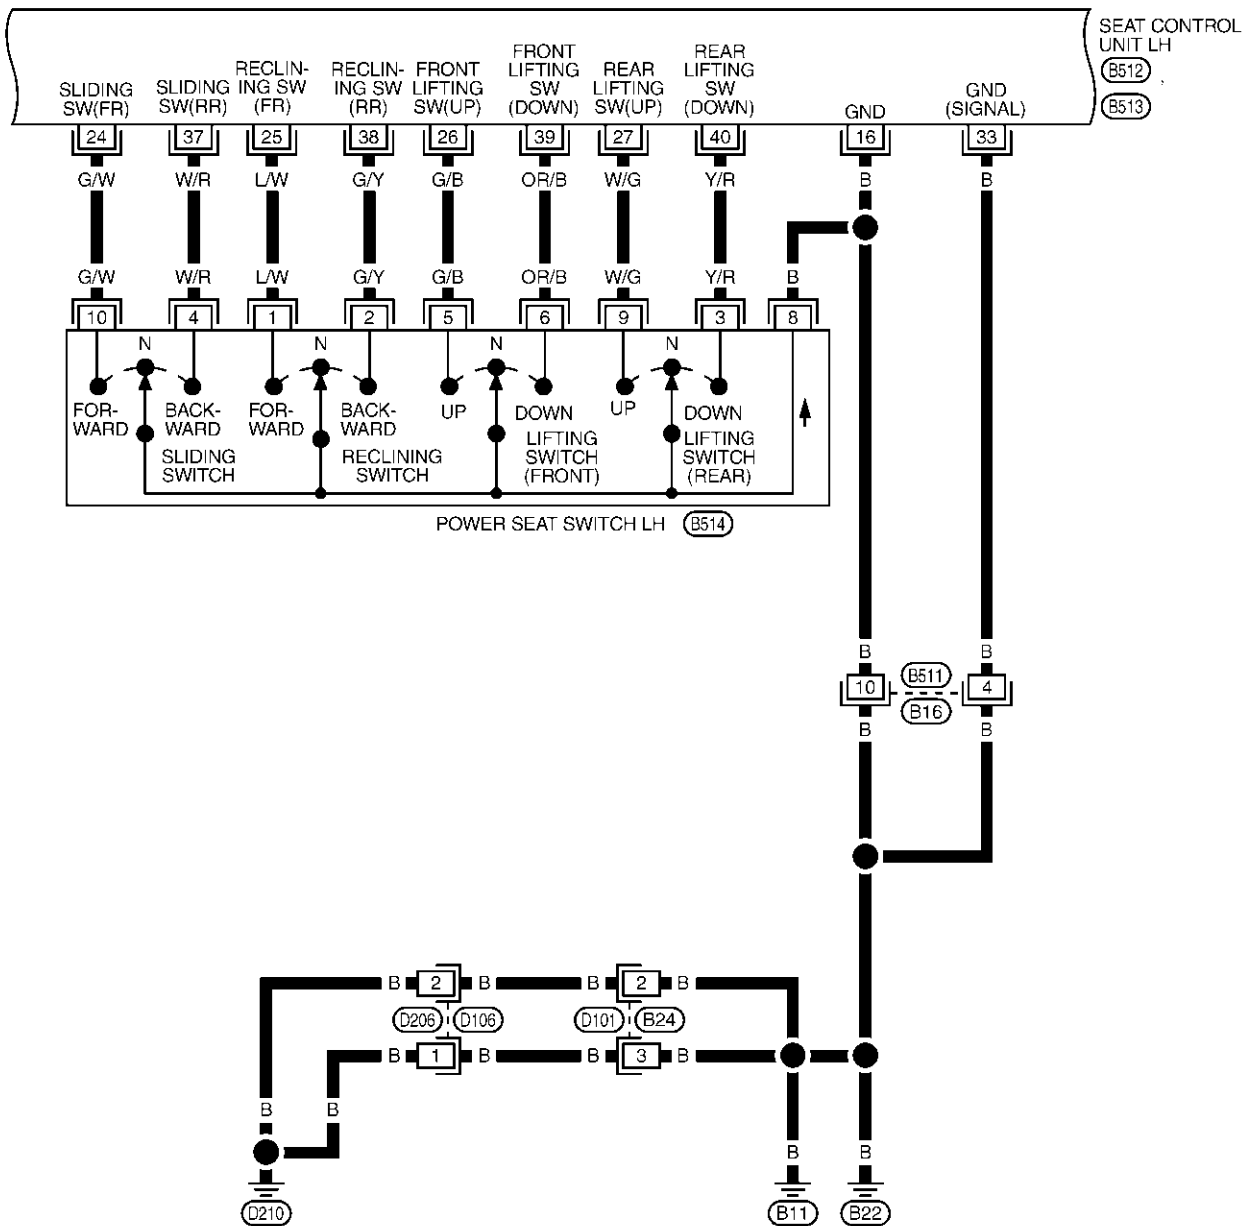 SEAT CONTROL
UNIT LH
B512 ,
B513
SLIDING
SW(FR)
SLIDING
SW(RR)
RECLIN-
ING SW
(FR)
RECLIN-
ING SW
(RR)
FRONT
LIFTING
SW(UP)
FRONT
LIFTING
SW
(DOWN)
REAR
LIFTING
SW(UP)
REAR
LIFTING
SW
(DOWN)
GND
GND
(SIGNAL)
24 37 25 38 26 39 27 40 16 33
G/W W/R L/W G/Y G/B OR/B W/G Y/R B B
G/W W/R L/W G/Y G/B OR/B W/G Y/R B
10 4 1 2 5 6 9 3 8
N N N N
FOR-
WARD
BACK-
WARD
SLIDING
SWITCH
FOR-
WARD
BACK-
WARD
RECLINING
SWITCH
UP
DOWN
LIFTING
SWITCH
(FRONT)
UP
DOWN
LIFTING
SWITCH
(REAR)
POWER SEAT SWITCH LH B514
B B
10 B511 4
B16
B B
B 2 B B 2 B
D206 D106 D101 B24
B 1 B B 3 B
B B
B B
D210 B11 B22